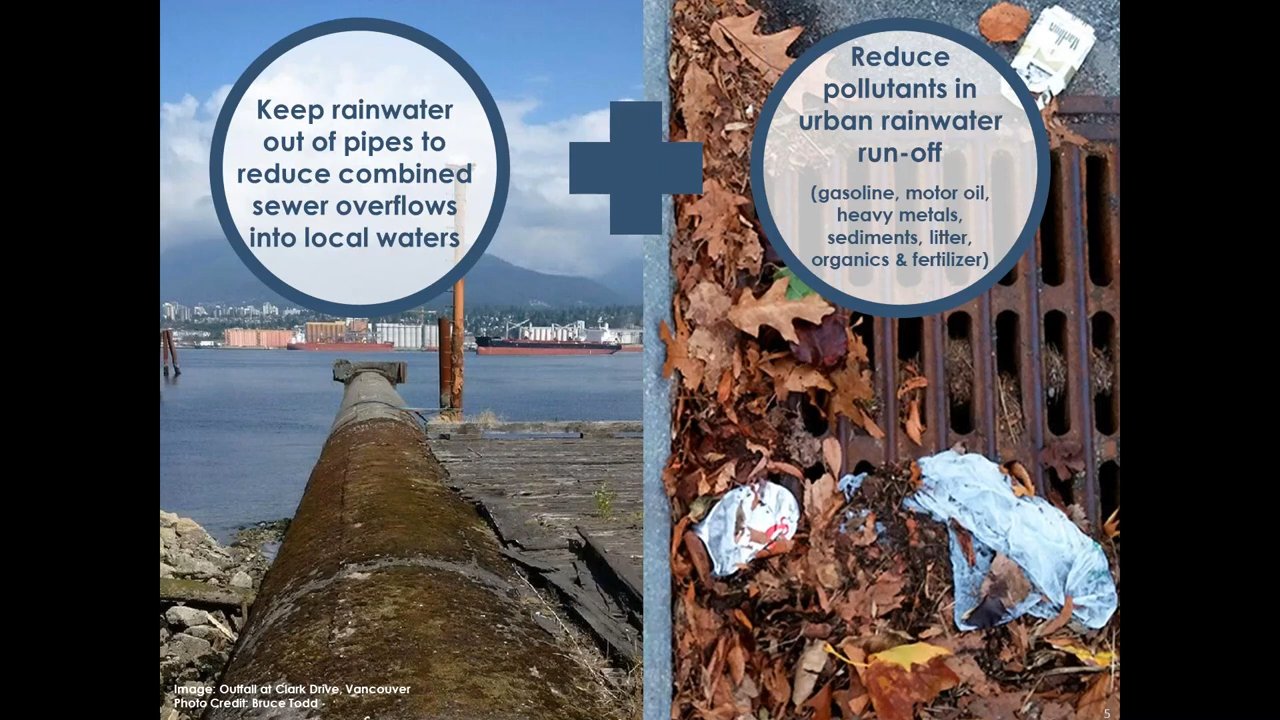 Keep rainwater
out of pipes to
reduce combined
sewer overflows
into local waters
Reduce
pollutants in
urban rainwater
run-off
(gasoline, motor oil,
heavy metals,
sediments, litter,
organics & fertilizer)
Marlboro
Image: Outfall at Clark Drive, Vancouver
Photo Credit: Bruce Todd
5